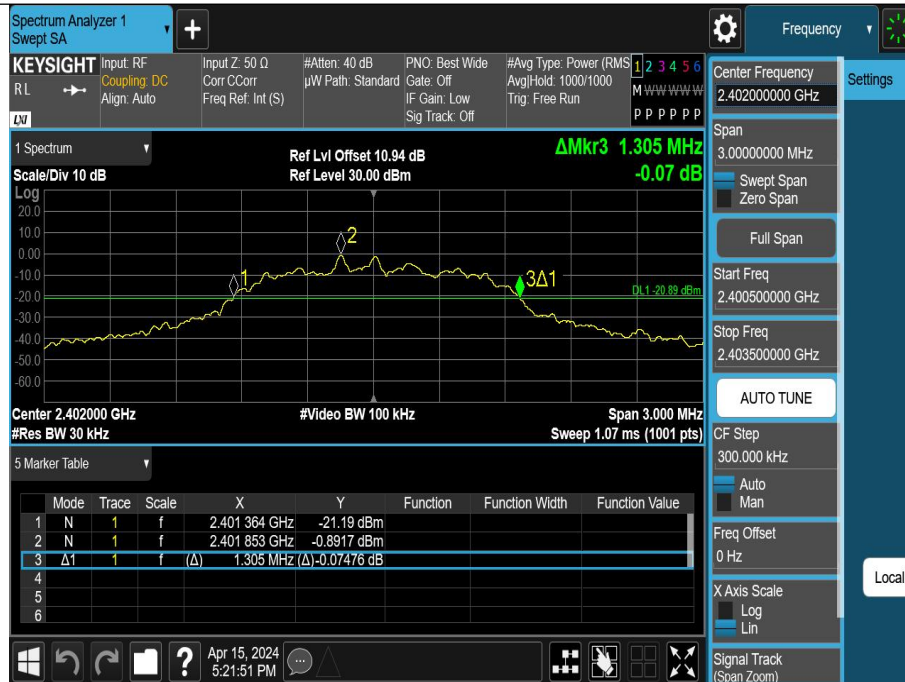 Spectrum Analyzer 1
Swept SA
+
Frequency
KEYSIGHT
RL
LXI
Input: RF
Coupling: DC
Align: Auto
Input Z: 50 Ω
Corr CCorr
Freq Ref: Int (S)
#Atten: 40 dB
µW Path: Standard
PNO: Best Wide
Gate: Off
IF Gain: Low
Sig Track: Off
#Avg Type: Power (RMS
Avg|Hold: 1000/1000
Trig: Free Run
1 2 3 4 5 6
M W W W W W
P P P P P P
1 Spectrum
Scale/Div 10 dB
Ref Lvl Offset 10.94 dB
Ref Level 30.00 dBm
ΔMkr3 1.305 MHz
-0.07 dB
Log
20.0
10.0
0.00
-10.0
-20.0
-30.0
-40.0
-50.0
-60.0
1
2
3Δ1
DL1 -20.89 dBm
Center 2.402000 GHz
#Res BW 30 kHz
#Video BW 100 kHz
Span 3.000 MHz
Sweep 1.07 ms (1001 pts)
5 Marker Table
Mode Trace Scale X Y Function Function Width Function Value
1 N 1 f 2.401 364 GHz -21.19 dBm
2 N 1 f 2.401 853 GHz -0.8917 dBm
3 Δ1 1 f (Δ) 1.305 MHz (Δ) -0.07476 dB
4
5
6
?
Apr 15, 2024
5:21:51 PM
Center Frequency
2.402000000 GHz
Span
3.00000000 MHz
Swept Span
Zero Span
Full Span
Start Freq
2.400500000 GHz
Stop Freq
2.403500000 GHz
AUTO TUNE
CF Step
300.000 kHz
Auto
Man
Freq Offset
0 Hz
X Axis Scale
Log
Lin
Signal Track
(Span Zoom)
Settings
Local